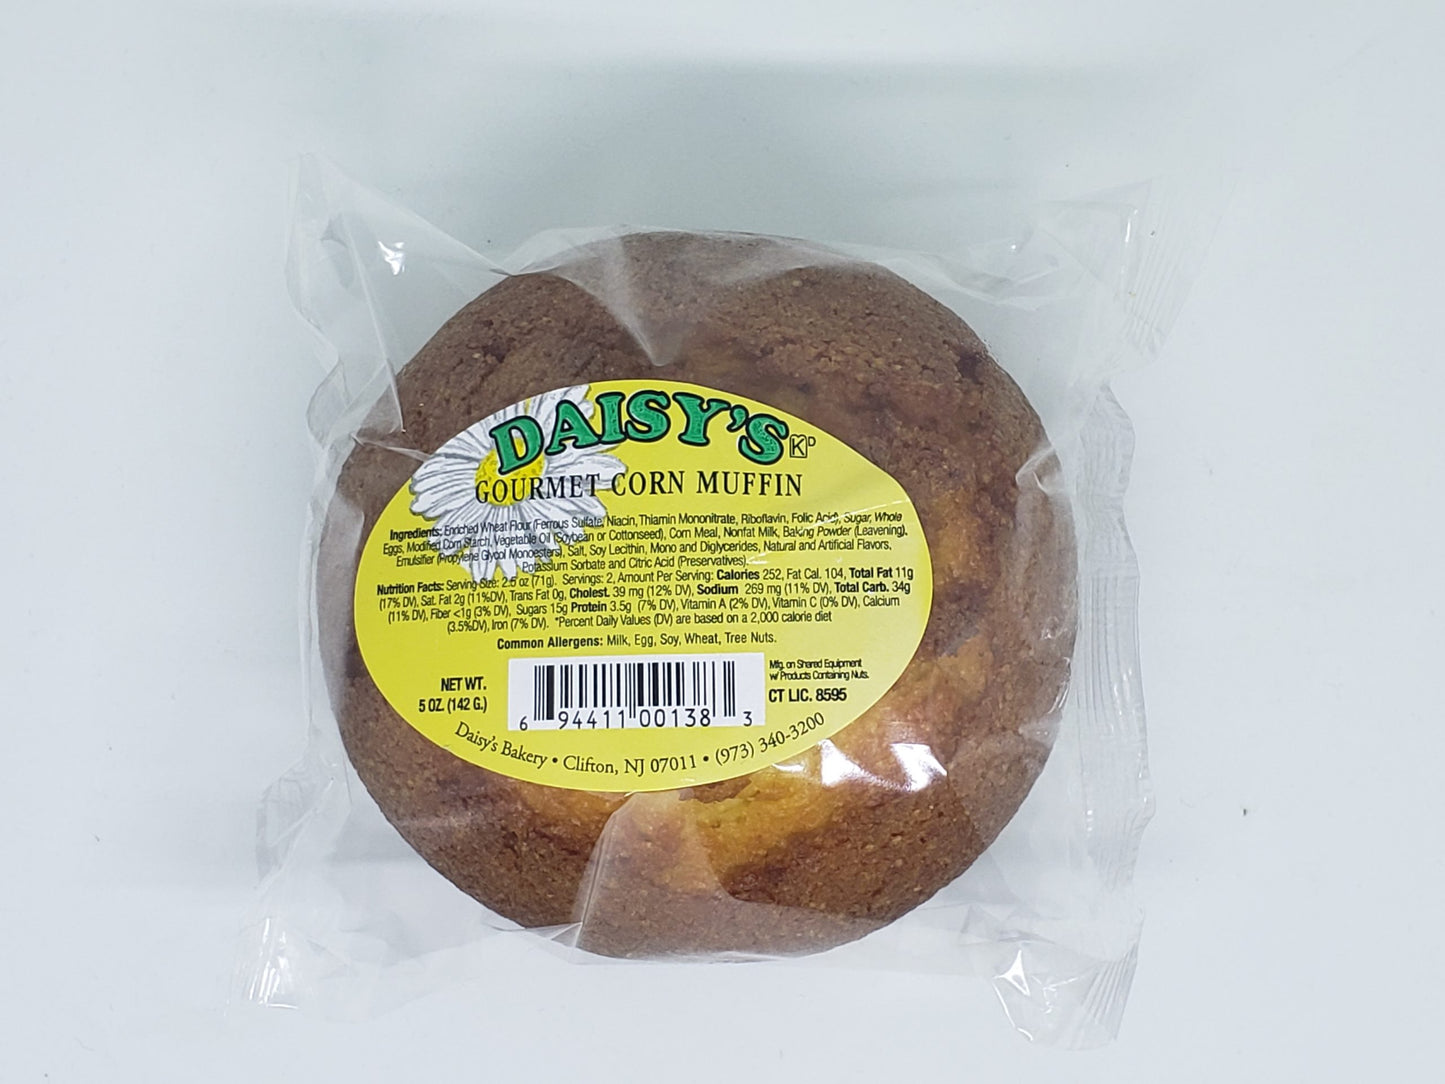 DAISY'S
K D
GOURMET CORN MUFFIN
Ingredients: Enriched Wheat Flour (Ferrous Sulfate, Niacin, Thiamin Mononitrate, Riboflavin, Folic Acid), Sugar, Whole
Eggs, Modified Corn Starch, Vegetable Oil (Soybean or Cottonseed), Corn Meal, Nonfat Milk, Baking Powder (Leavening),
Emulsifier (Propylene Glycol Monoesters), Salt, Soy Lecithin, Mono and Diglycerides, Natural and Artificial Flavors,
Potassium Sorbate and Citric Acid (Preservatives).
Nutrition Facts: Serving Size: 2.5 oz (71g). Servings: 2, Amount Per Serving: Calories 252, Fat Cal. 104, Total Fat 11g
(17% DV), Sat. Fat 2g (11%DV), Trans Fat 0g, Cholest. 39 mg (12% DV), Sodium 269 mg (11% DV), Total Carb. 34g
(11% DV), Fiber <1g (3% DV), Sugars 15g Protein 3.5g (7% DV), Vitamin A (2% DV), Vitamin C (0% DV), Calcium
(3.5%DV), Iron (7% DV). *Percent Daily Values (DV) are based on a 2,000 calorie diet
Common Allergens: Milk, Egg, Soy, Wheat, Tree Nuts.
NET WT.
5 OZ. (142 G.)
6 94411 00138 3
Mfg. on Shared Equipment
w/ Products Containing Nuts.
CT LIC. 8595
Daisy's Bakery • Clifton, NJ 07011 • (973) 340-3200